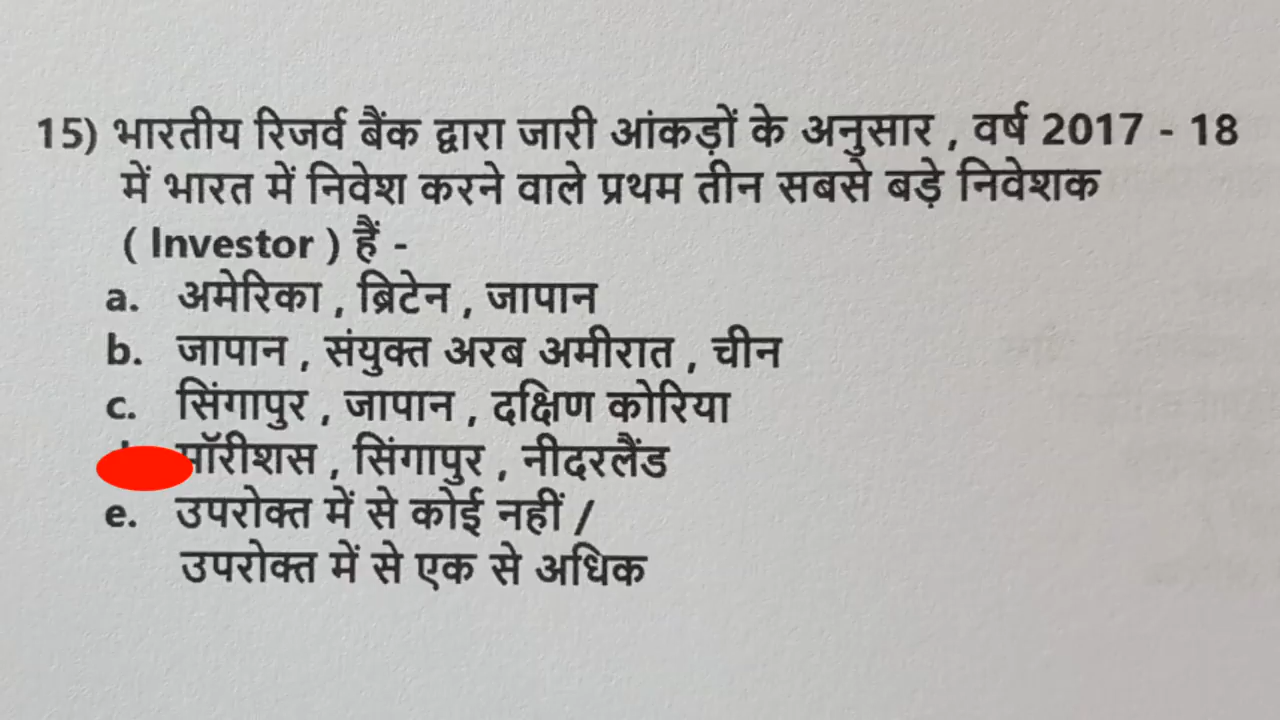 15) भारतीय रिजर्व बैंक द्वारा जारी आंकड़ों के अनुसार , वर्ष 2017 - 18
में भारत में निवेश करने वाले प्रथम तीन सबसे बड़े निवेशक
( Investor ) हैं -
a. अमेरिका , ब्रिटेन , जापान
b. जापान , संयुक्त अरब अमीरात , चीन
c. सिंगापुर , जापान , दक्षिण कोरिया
मॉरीशस , सिंगापुर , नीदरलैंड
e. उपरोक्त में से कोई नहीं /
उपरोक्त में से एक से अधिक